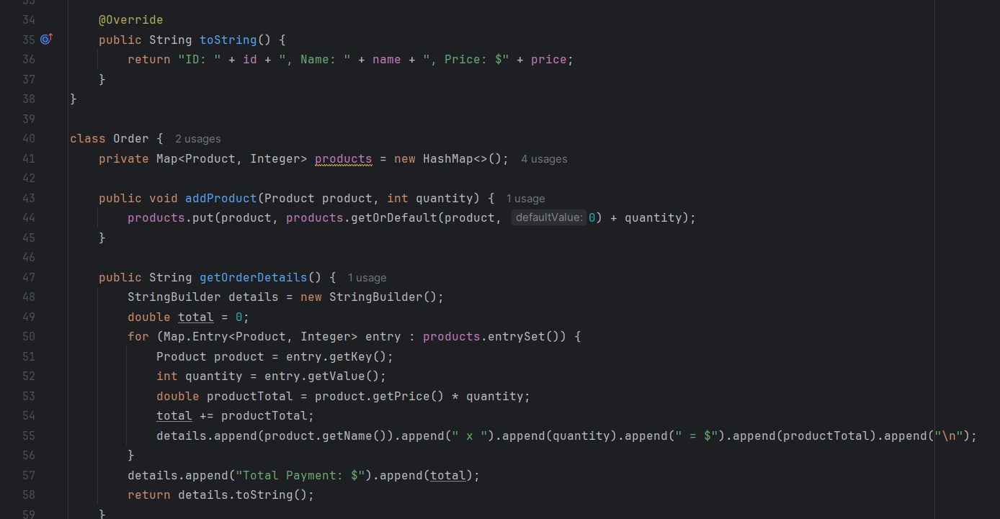 33
34 @Override
35 public String toString() {
36 return "ID: " + id + ", Name: " + name + ", Price: $" + price;
37 }
38 }
39
40 class Order { 2 usages
41 private Map<Product, Integer> products = new HashMap<>(); 4 usages
42
43 public void addProduct(Product product, int quantity) { 1 usage
44 products.put(product, products.getOrDefault(product, defaultValue: 0) + quantity);
45 }
46
47 public String getOrderDetails() { 1 usage
48 StringBuilder details = new StringBuilder();
49 double total = 0;
50 for (Map.Entry<Product, Integer> entry : products.entrySet()) {
51 Product product = entry.getKey();
52 int quantity = entry.getValue();
53 double productTotal = product.getPrice() * quantity;
54 total += productTotal;
55 details.append(product.getName()).append(" x ").append(quantity).append(" = $").append(productTotal).append("\n");
56 }
57 details.append("Total Payment: $").append(total);
58 return details.toString();
59 }